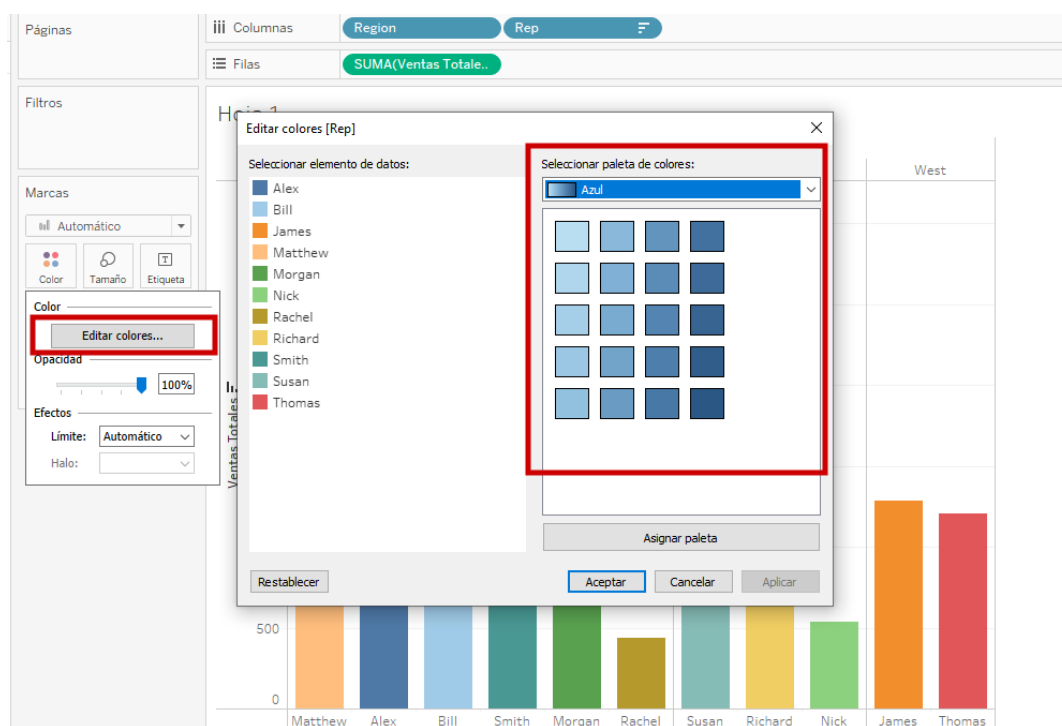 Páginas
Columnas
Region
Rep
Filas
SUMA(Ventas Totale..
Filtros
Editar colores [Rep]
Seleccionar elemento de datos:
Alex
Bill
James
Matthew
Morgan
Nick
Rachel
Richard
Smith
Susan
Thomas
Seleccionar paleta de colores:
Azul
Asignar paleta
Restablecer
Aceptar
Cancelar
Aplicar
West
Marcas
Automático
Color
Tamaño
Etiqueta
Color
Editar colores...
Opacidad
100%
Efectos
Límite:
Automático
Halo:
Ventas Totales
500
0
Matthew
Alex
Bill
Smith
Morgan
Rachel
Susan
Richard
Nick
James
Thomas